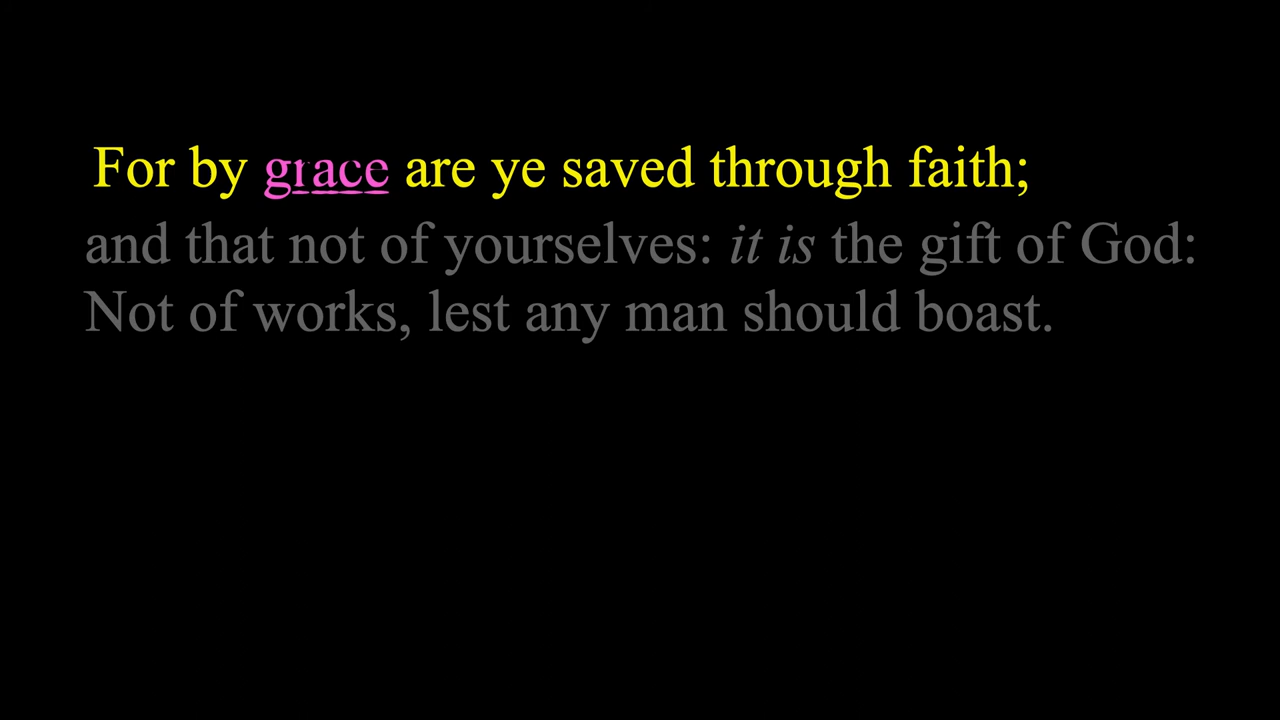 For by grace are ye saved through faith;
and that not of yourselves: it is the gift of God:
Not of works, lest any man should boast.